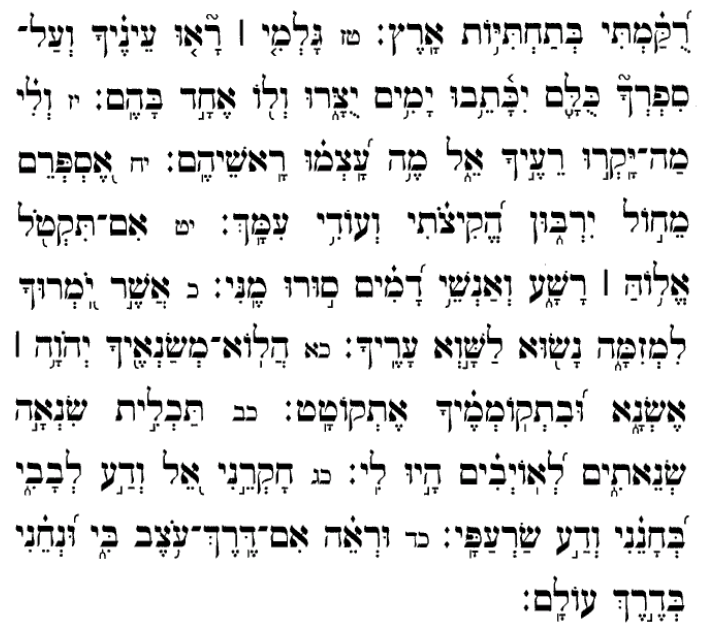 רֻ֝קַּ֗מְתִּי בְּֽתַחְתִּיּ֥וֹת אָֽרֶץ׃ טז גׇּלְמִ֤י ׀ רָ֘א֤וּ עֵינֶ֗יךָ וְעַֽל־
סִפְרְךָ֮ כֻּלָּ֢ם יִכָּ֫תֵ֥בוּ יָמִ֥ים יֻצָּ֑רוּ וְל֖וֹ אֶחָ֣ד בָּהֶֽם׃ יז וְלִ֗י
מַה־יָּקְר֣וּ רֵעֶ֣יךָ אֵ֑ל מֶ֥ה עָ֝צְמ֗וּ רָאשֵׁיהֶֽם׃ יח אֶ֭סְפְּרֵם
מֵח֣וֹל יִרְבּ֑וּן הֱ֝קִיצֹ֗תִי וְעוֹדִ֥י עִמָּֽךְ׃ יט אִם־תִּקְטֹ֖ל
אֱל֥וֹהַּ ׀ רָשָׁ֑ע וְאַנְשֵׁ֥י דָ֝מִ֗ים ס֣וּרוּ מֶֽנִּי׃ כ אֲשֶׁ֣ר יֹ֭מְרוּךָ
לִמְזִמָּ֑ה נָשׂ֖וּא לַשָּׁ֣וְא עָרֶֽיךָ׃ כא הֲלֽוֹא־מְשַׂנְאֶ֖יךָ יְהֹוָ֥ה ׀
אֶשְׂנָ֑א וּ֝בִתְקוֹמְמֶ֗יךָ אֶתְקוֹטָֽט׃ כב תַּכְלִ֣ית שִׂנְאָ֣ה
שְׂנֵאתִ֑ים לְ֝אוֹיְבִ֗ים הָ֣יוּ לִֽי׃ כג חׇקְרֵ֣נִי אֵ֭ל וְדַ֣ע לְבָבִ֑י
בְּ֝חָנֵ֗נִי וְדַ֣ע שַׂרְעַפָּֽי׃ כד וּרְאֵ֗ה אִם־דֶּֽרֶךְ־עֹ֥צֶב בִּ֑י וּ֝נְחֵ֗נִי
בְּדֶ֣רֶךְ עוֹלָֽם׃